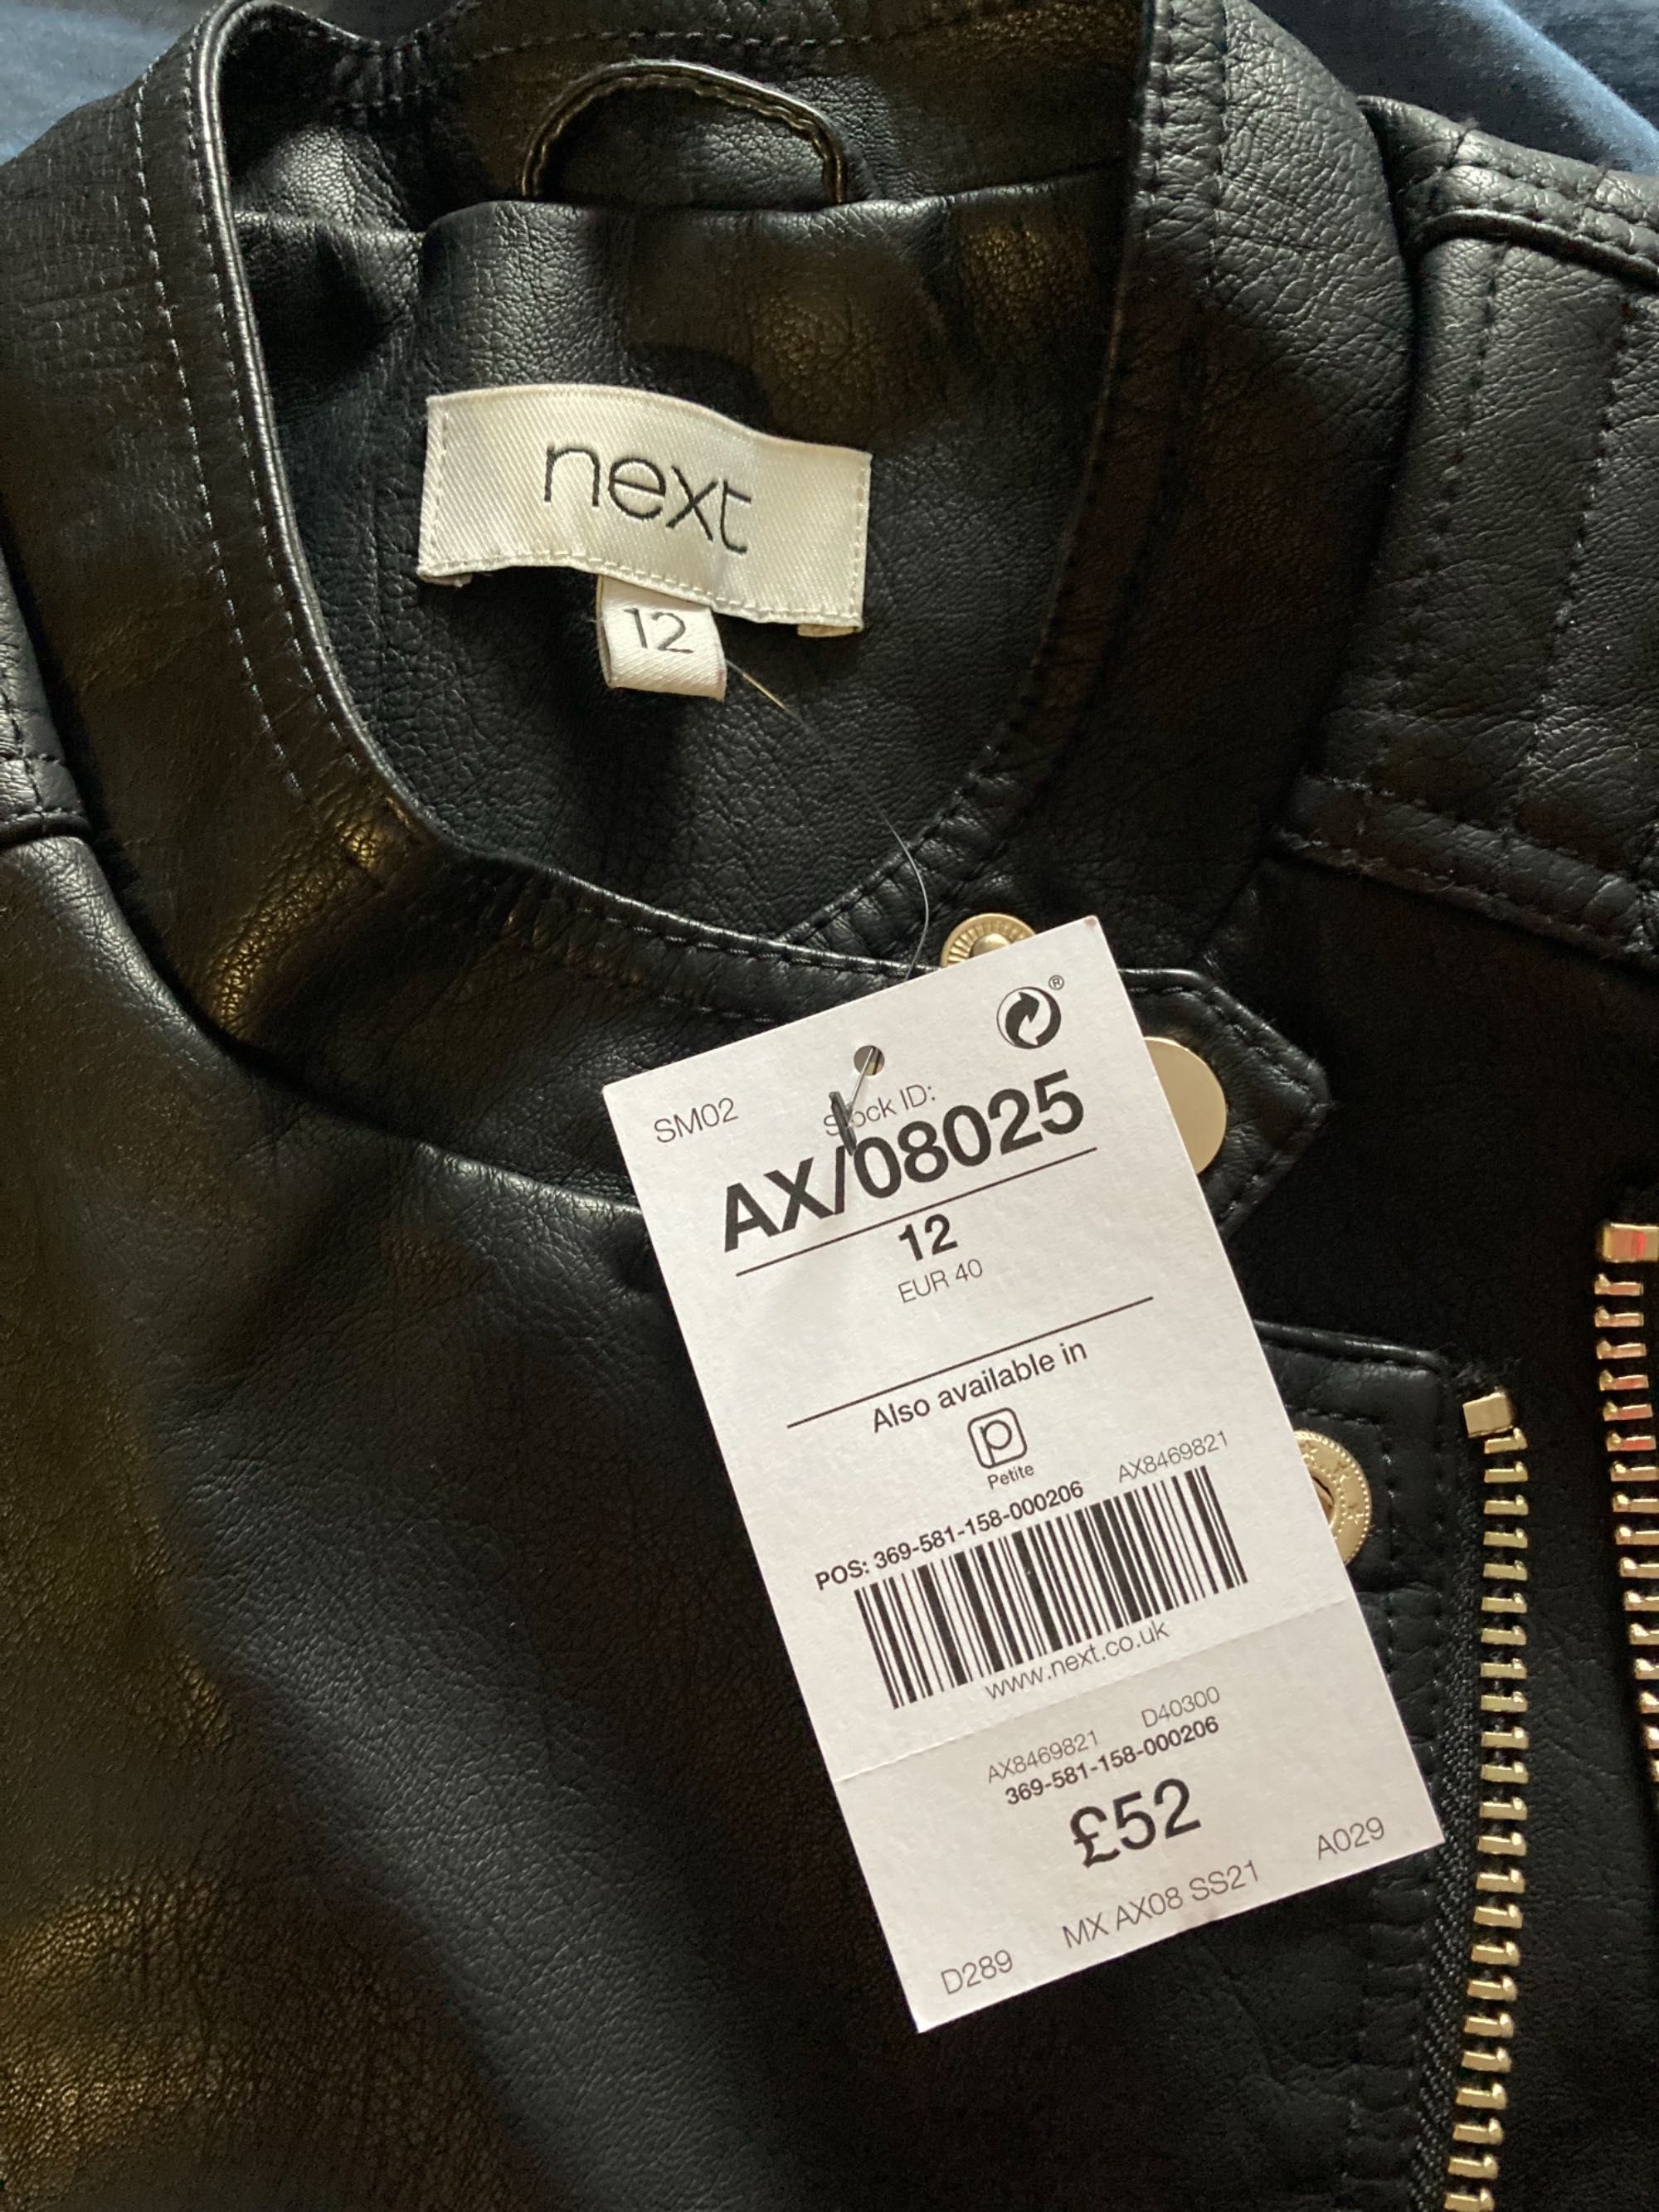 next
12
®
SM02
Stock ID:
AX/08025
12
EUR 40
Also available in
p
Petite
AX8469821
POS: 369-581-158-000206
www.next.co.uk
AX8469821 D40300
369-581-158-000206
£52
D289 MX AX08 SS21 A029